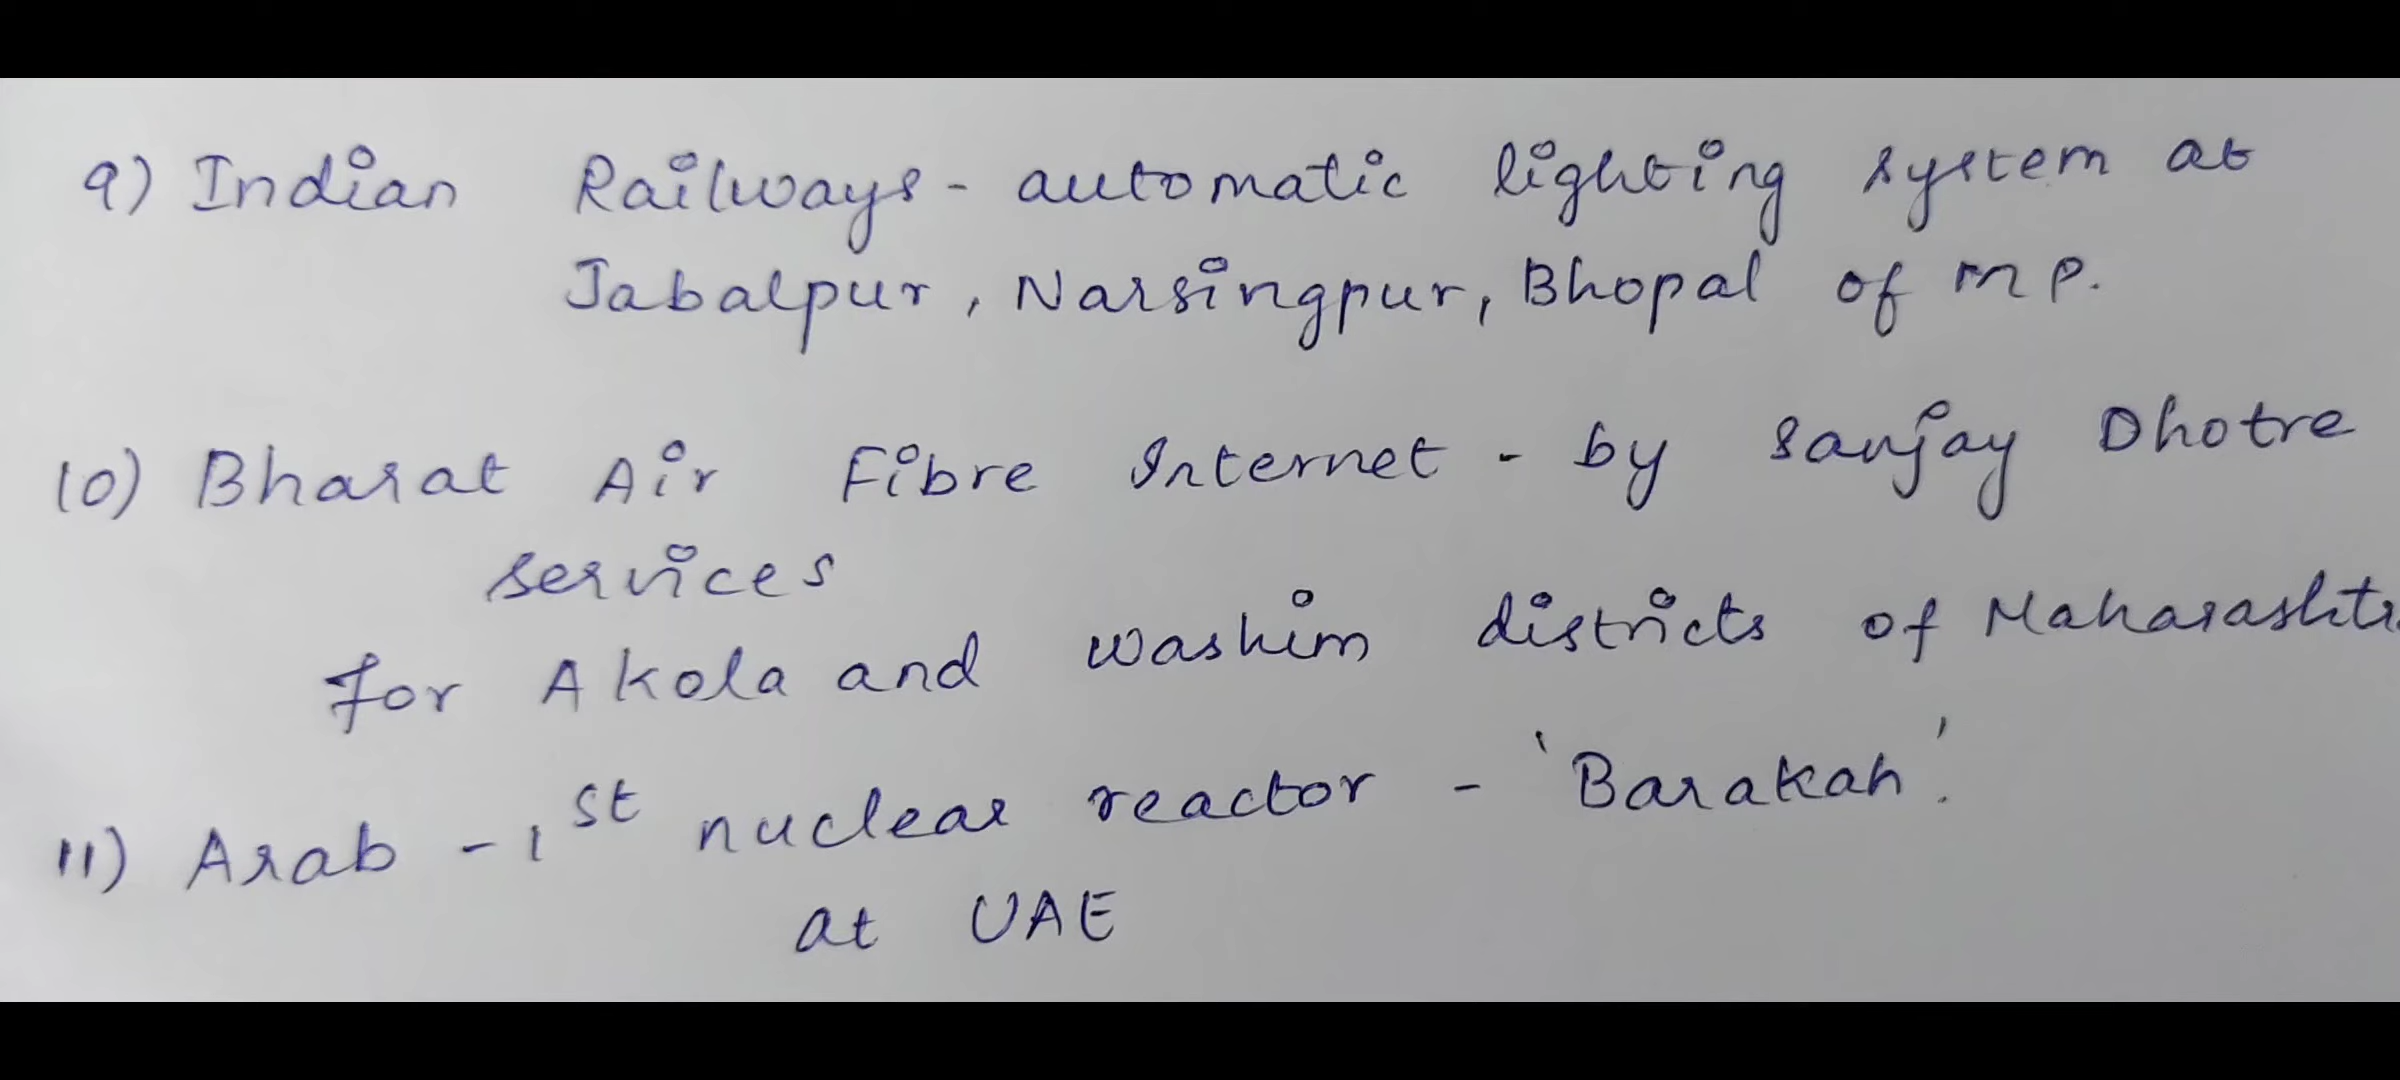 9) Indian Railways - automatic lighting system at
Jabalpur, Narsingpur, Bhopal of MP.
10) Bharat Air Fibre Internet - by Sanjay Dhotre
services
for Akola and Washim districts of Maharashtr
11) Arab - 1st nuclear reactor - 'Barakah'.
at UAE